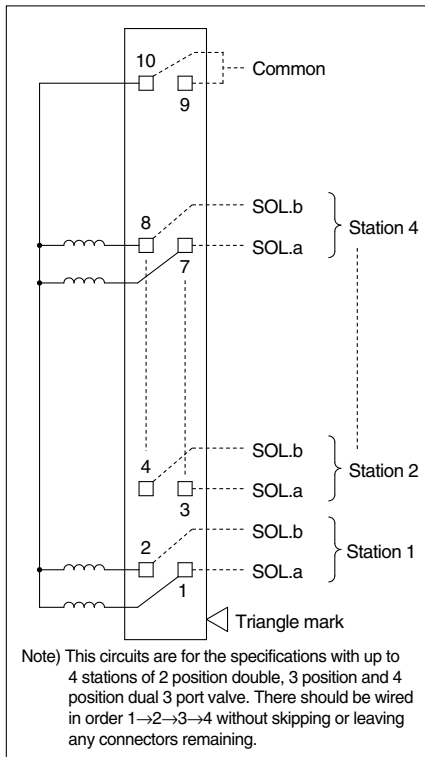 10
Common
9
8
SOL.b
Station 4
SOL.a
7
4
SOL.b
Station 2
SOL.a
3
2
SOL.b
Station 1
SOL.a
1
Triangle mark
Note) This circuits are for the specifications with up to
4 stations of 2 position double, 3 position and 4
position dual 3 port valve. There should be wired
in order 1→2→3→4 without skipping or leaving
any connectors remaining.